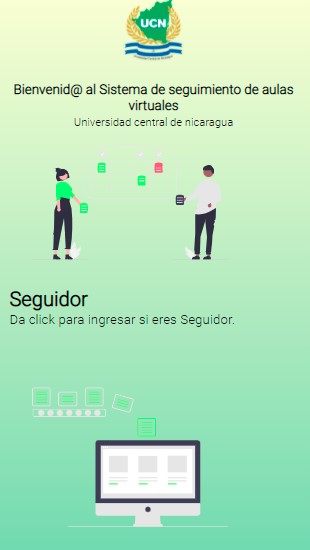 UCN
Bienvenid@ al Sistema de seguimiento de aulas
virtuales
Universidad central de nicaragua
Seguidor
Da click para ingresar si eres Seguidor.